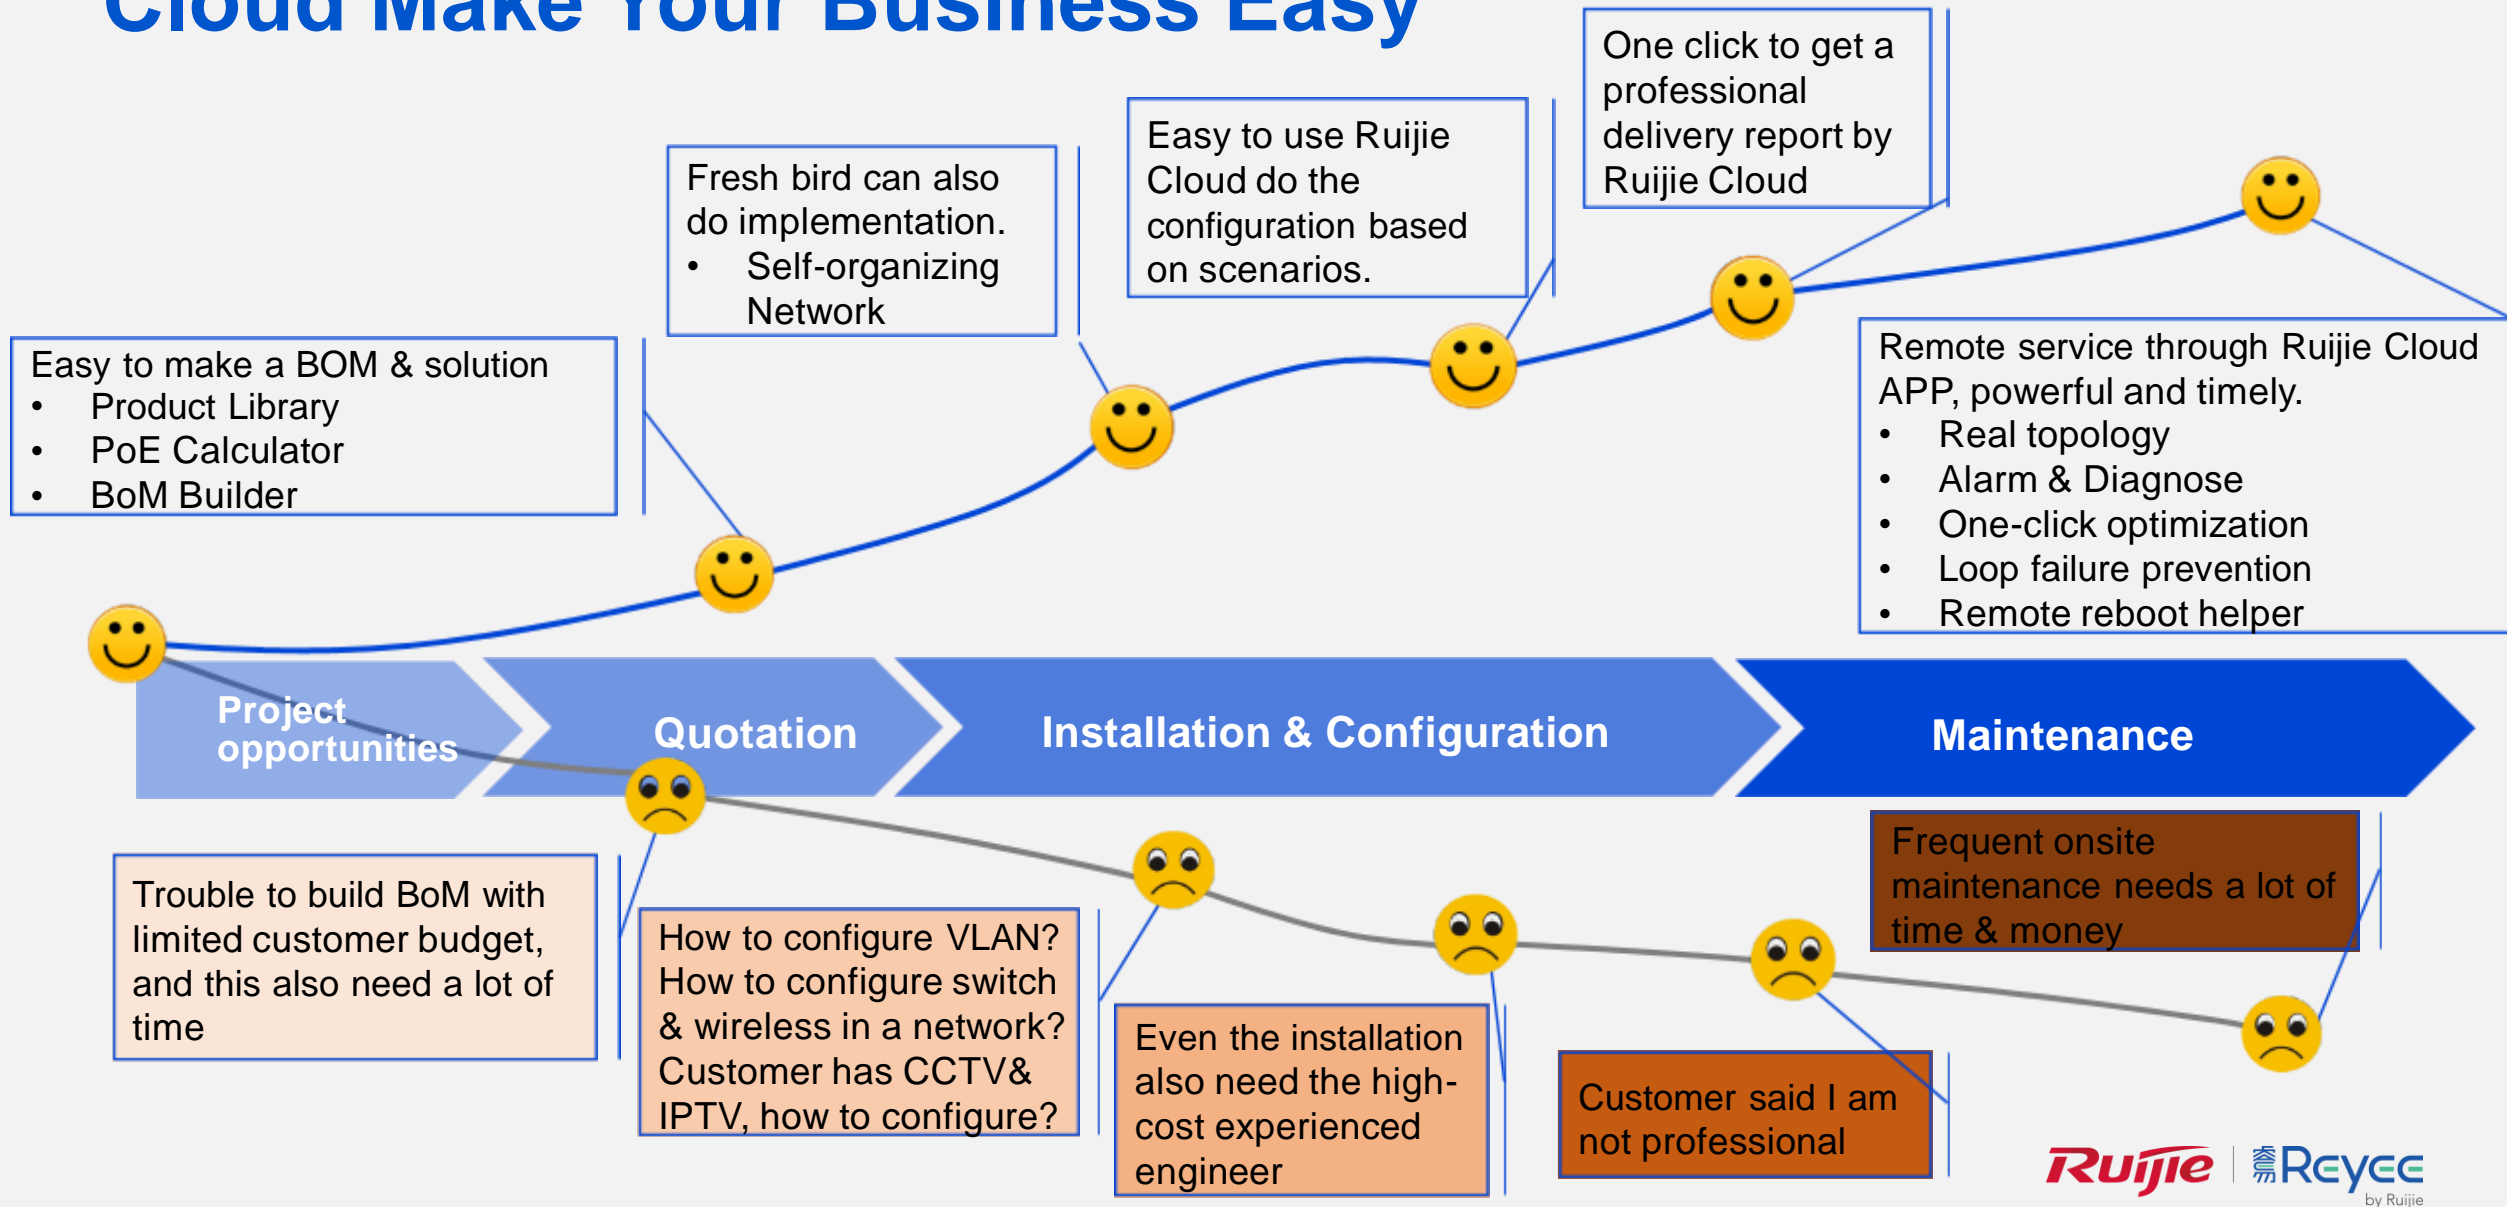 Cloud Make Your Business Easy
One click to get a
professional
delivery report by
Ruijie Cloud
Easy to use Ruijie
Cloud do the
configuration based
on scenarios.
Fresh bird can also
do implementation.
• Self-organizing
Network
Easy to make a BOM & solution
• Product Library
• PoE Calculator
• BoM Builder
Remote service through Ruijie Cloud
APP, powerful and timely.
• Real topology
• Alarm & Diagnose
• One-click optimization
• Loop failure prevention
• Remote reboot helper
Project
opportunities
Quotation
Installation & Configuration
Maintenance
Trouble to build BoM with
limited customer budget,
and this also need a lot of
time
How to configure VLAN?
How to configure switch
& wireless in a network?
Customer has CCTV&
IPTV, how to configure?
Even the installation
also need the high-
cost experienced
engineer
Customer said I am
not professional
Frequent onsite
maintenance needs a lot of
time & money
Ruijie
Reyee
by Ruijie